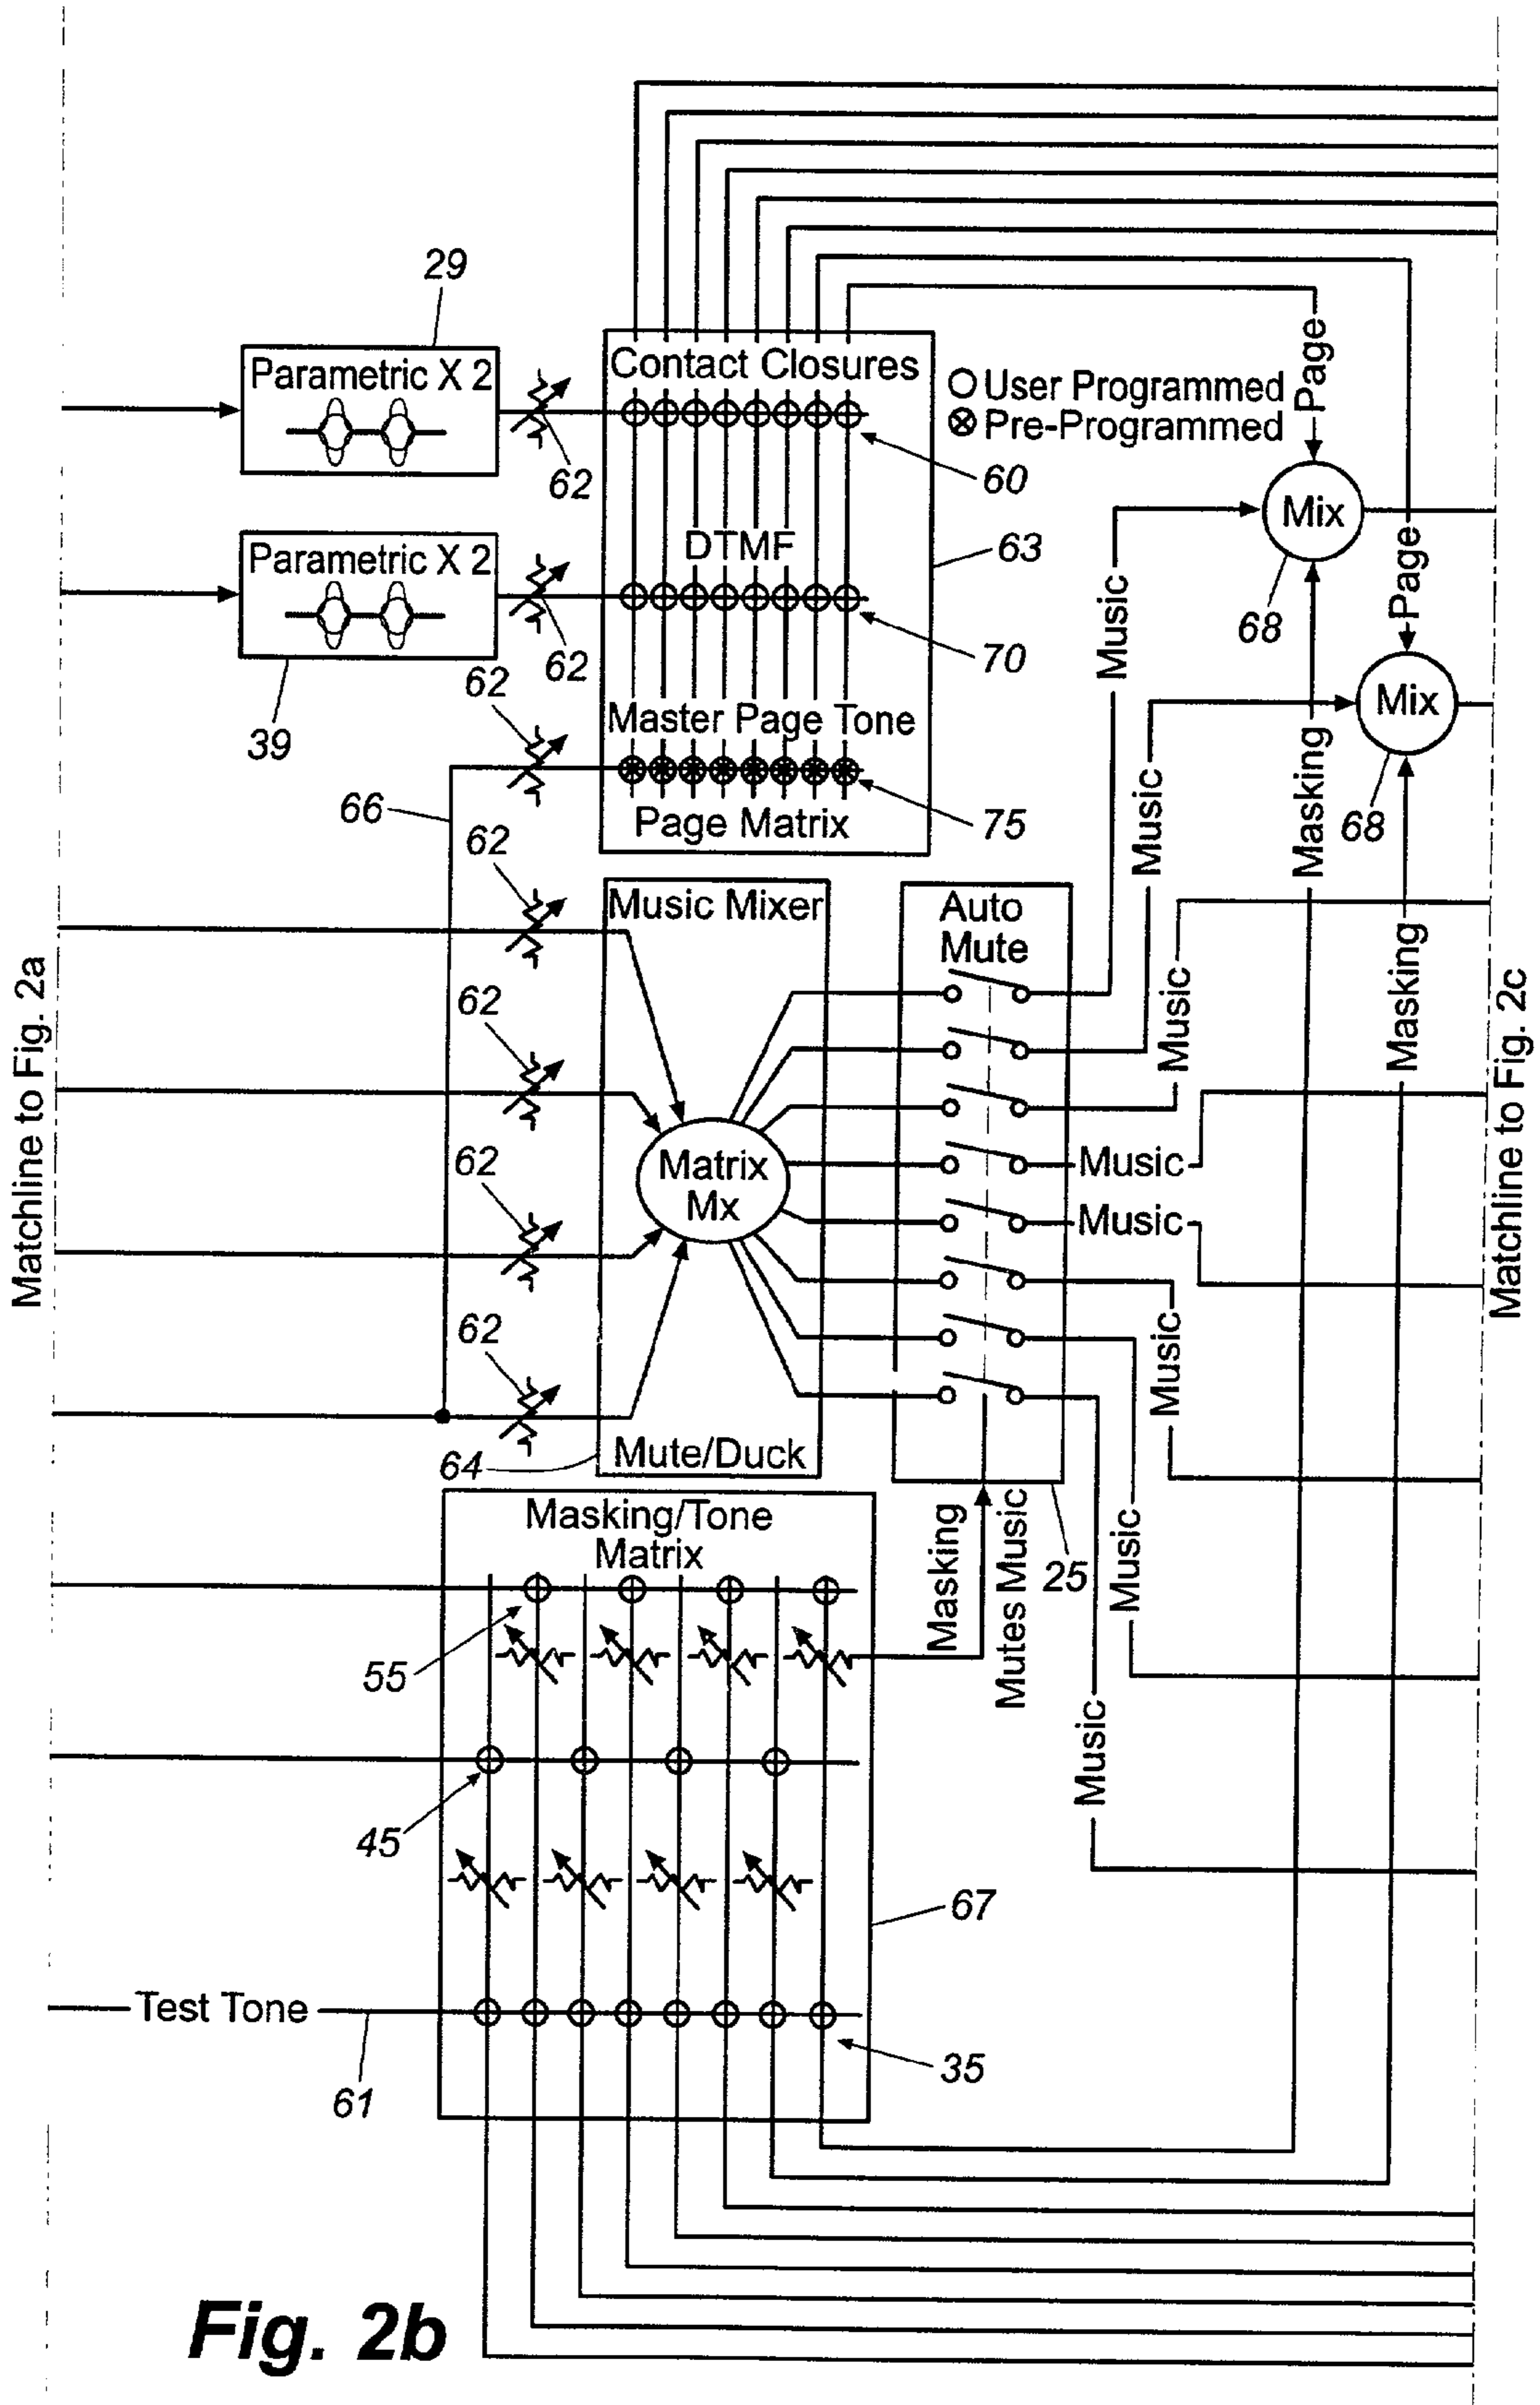 29
Parametric X 2
62
Contact Closures
User Programmed
Pre-Programmed
60
Page
Mix
68
Parametric X 2
39
62
DTMF
63
70
Page
Mix
68
62
Master Page Tone
75
Page Matrix
66
Music
Music
Masking
Masking
62
Music Mixer
Auto
Mute
62
Music
Matrix
Mx
Music
Music
62
62
Music
64
Mute/Duck
Masking
Mutes Music
25
Music
Music
Masking/Tone
Matrix
55
45
67
Test Tone
61
35
Matchline to Fig. 2a
Matchline to Fig. 2c
Fig. 2b